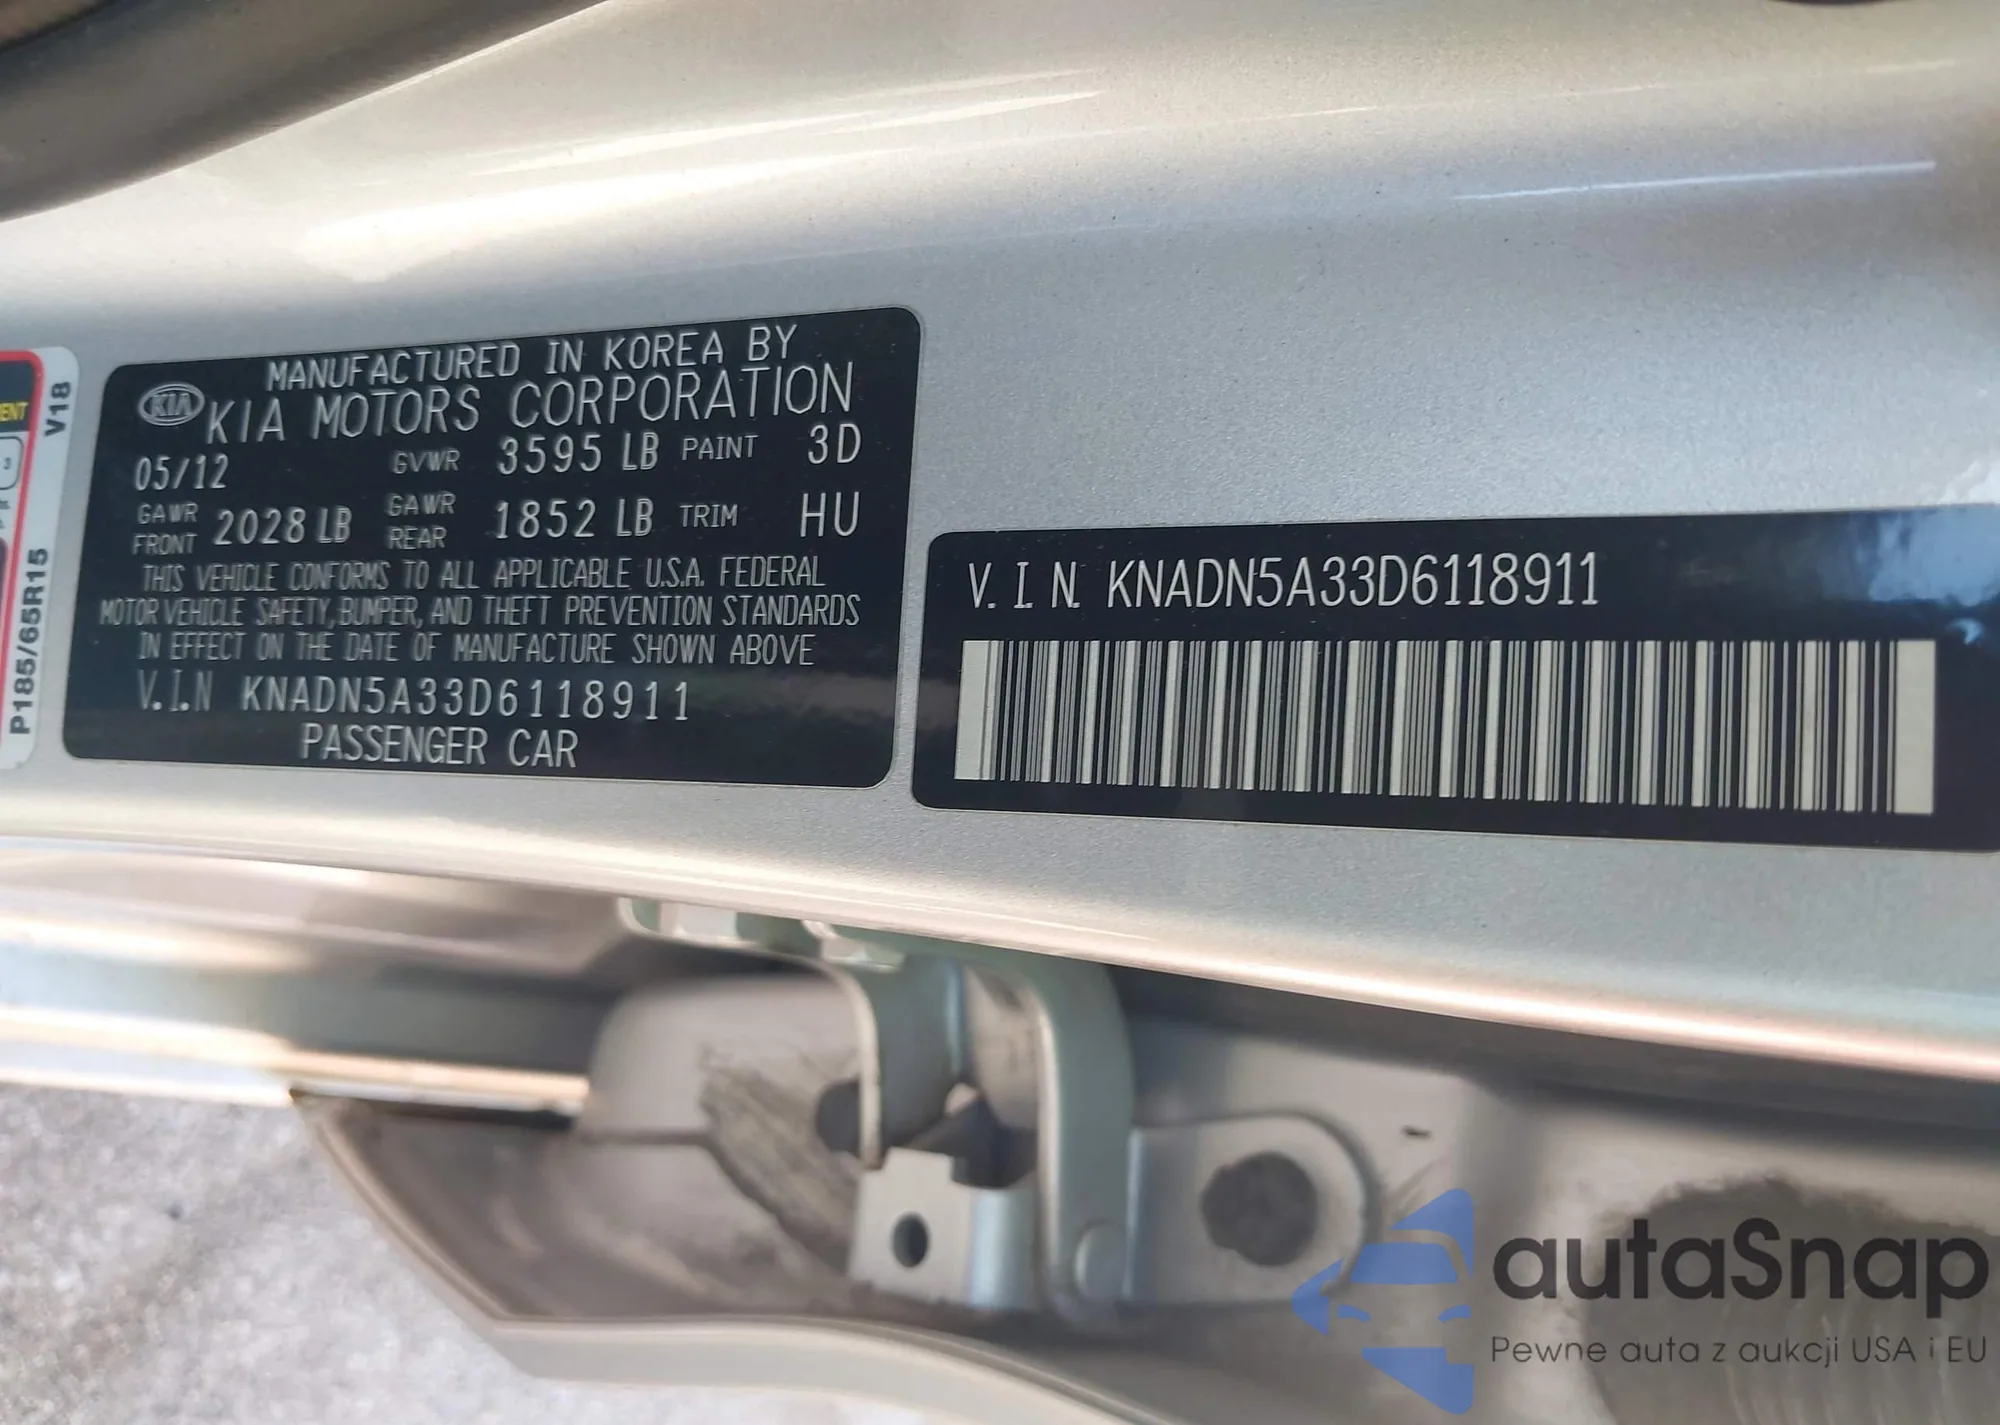 MANUFACTURED IN KOREA BY
KIA
KIA MOTORS CORPORATION
05/12 GVWR 3595 LB PAINT 3D
GAWR FRONT 2028 LB GAWR REAR 1852 LB TRIM HU
THIS VEHICLE CONFORMS TO ALL APPLICABLE U.S.A. FEDERAL
MOTOR VEHICLE SAFETY, BUMPER, AND THEFT PREVENTION STANDARDS
IN EFFECT ON THE DATE OF MANUFACTURE SHOWN ABOVE
V.I.N KNADN5A33D6118911
PASSENGER CAR
V.I.N. KNADN5A33D6118911
V18
P185/65R15
ENT
3
autaSnap
Pewne auta z aukcji USA i EU